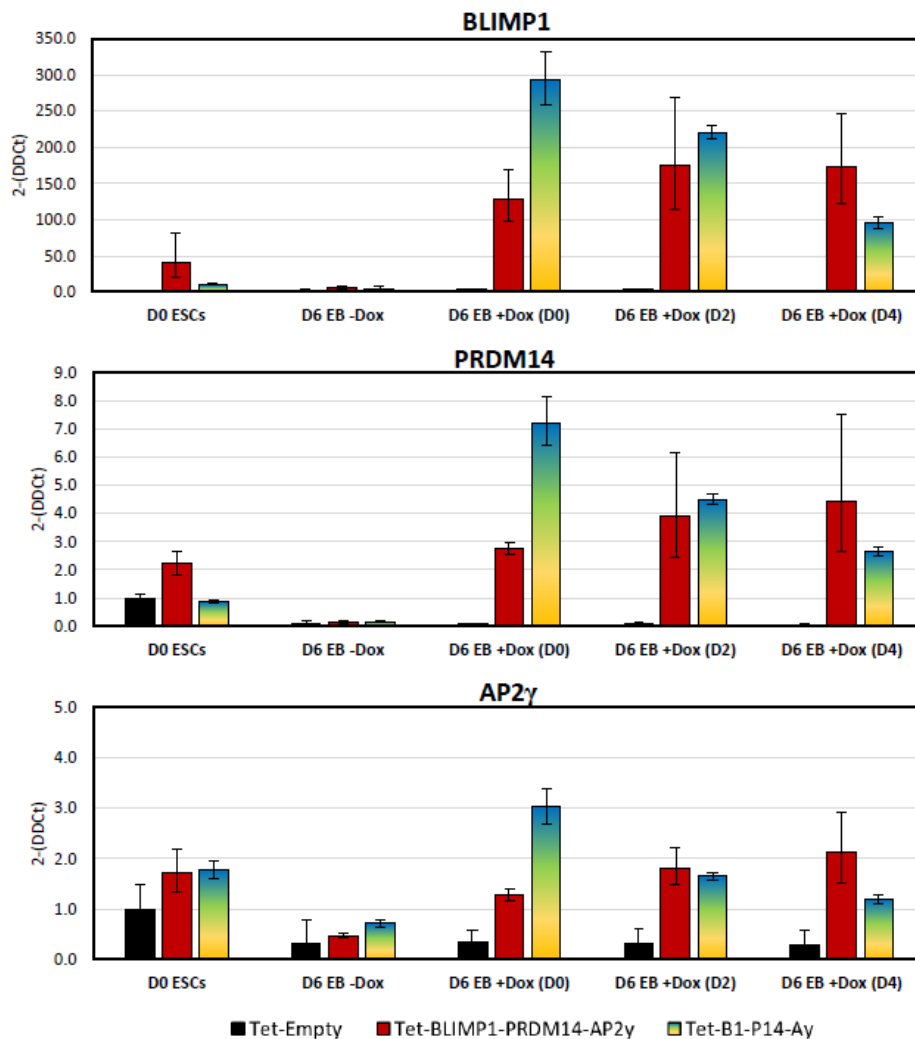 BLIMP1
350.0
300.0
250.0
200.0
150.0
100.0
50.0
0.0
2-(DDCt)
D0 ESCs D6 EB -Dox D6 EB +Dox (D0) D6 EB +Dox (D2) D6 EB +Dox (D4)
PRDM14
9.0
8.0
7.0
6.0
5.0
4.0
3.0
2.0
1.0
0.0
2-(DDCt)
D0 ESCs D6 EB -Dox D6 EB +Dox (D0) D6 EB +Dox (D2) D6 EB +Dox (D4)
AP2γ
5.0
4.0
3.0
2.0
1.0
0.0
2-(DDCt)
D0 ESCs D6 EB -Dox D6 EB +Dox (D0) D6 EB +Dox (D2) D6 EB +Dox (D4)
Tet-Empty Tet-BLIMP1-PRDM14-AP2y Tet-B1-P14-Ay